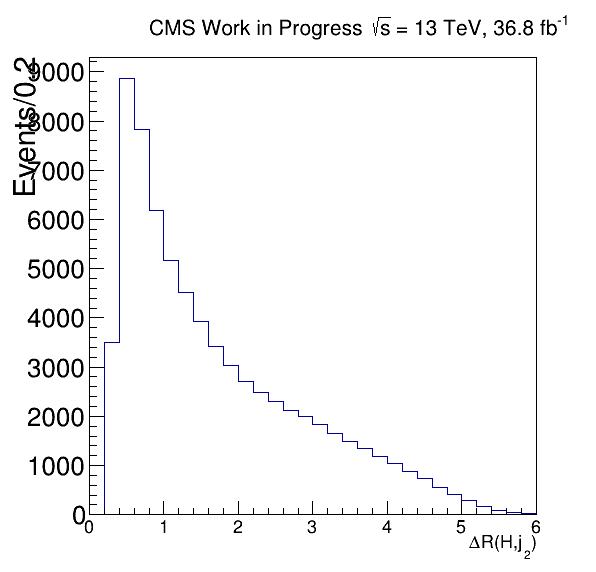 CMS Work in Progress √s = 13 TeV, 36.8 fb⁻¹
Events/0.2
9000
8000
7000
6000
5000
4000
3000
2000
1000
0
0 1 2 3 4 5 6
ΔR(H,j₂)